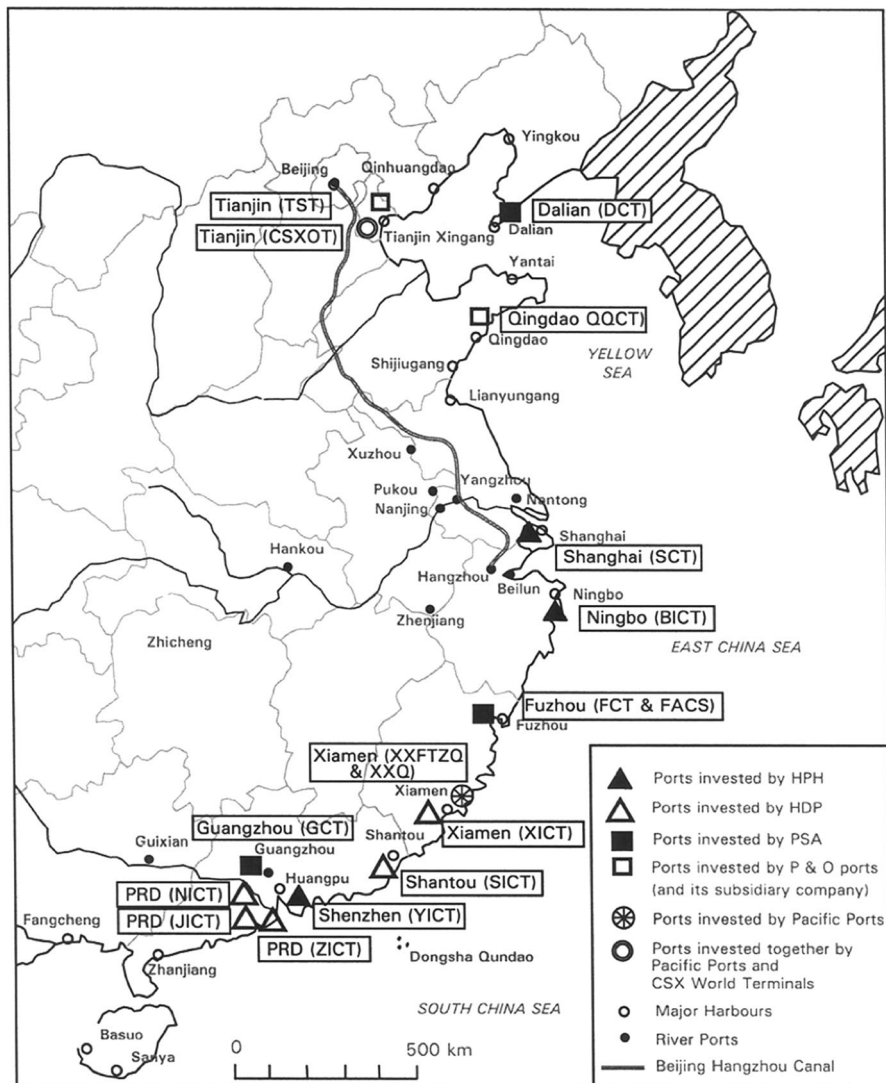 Yingkou
Beijing
Qinhuangdao
Tianjin (TST)
Dalian (DCT)
Tianjin (CSXOT)
Tianjin Xingang
Dalian
Yantai
Qingdao QQCT)
Qingdao
YELLOW
SEA
Shijiugang
Lianyungang
Xuzhou
Yangzhou
Pukou
Nantong
Nanjing
Shanghai
Hankou
Shanghai (SCT)
Hangzhou
Beilun
Ningbo
Zhenjiang
Ningbo (BICT)
Zhicheng
EAST CHINA SEA
Fuzhou (FCT & FACS)
Fuzhou
Xiamen (XXFTZQ
& XXQ)
Xiamen
Guangzhou (GCT)
Xiamen (XICT)
Shantou
Guixian
Guangzhou
Huangpu
Shantou (SICT)
PRD (NICT)
Shenzhen (YICT)
PRD (JICT)
Fangcheng
PRD (ZICT)
Dongsha Qundao
Zhanjiang
SOUTH CHINA SEA
Basuo
Sanya
0 500 km
Ports invested by HPH
Ports invested by HDP
Ports invested by PSA
Ports invested by P & O ports
(and its subsidiary company)
Ports invested by Pacific Ports
Ports invested together by
Pacific Ports and
CSX World Terminals
Major Harbours
River Ports
Beijing Hangzhou Canal